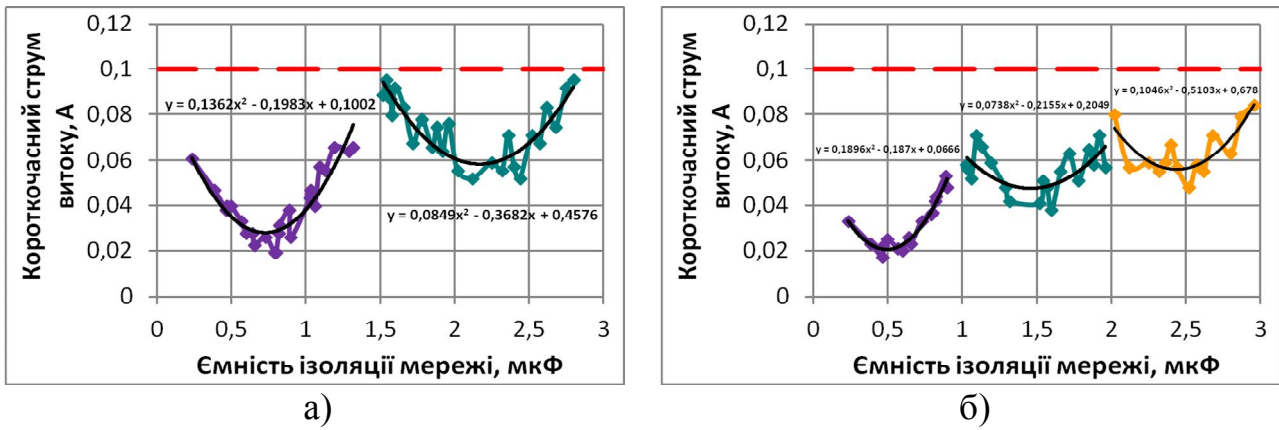 0,12
0,1
0,08
0,06
0,04
0,02
0
Короткочасний струм
витоку, А
y = 0,1362x² - 0,1983x + 0,1002
y = 0,0849x² - 0,3682x + 0,4576
0 0,5 1 1,5 2 2,5 3
Ємність ізоляції мережі, мкФ
а)
0,12
0,1
0,08
0,06
0,04
0,02
0
Короткочасний струм
витоку, А
y = 0,1046x² - 0,5103x + 0,678
y = 0,0738x² - 0,2155x + 0,2049
y = 0,1896x² - 0,187x + 0,0666
0 0,5 1 1,5 2 2,5 3
Ємність ізоляції мережі, мкФ
б)